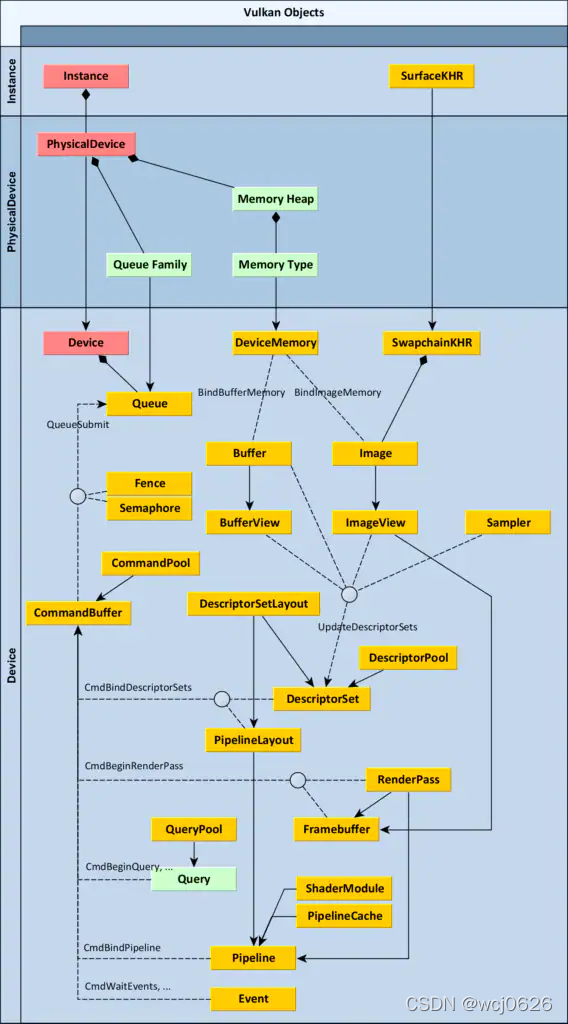 Vulkan Objects
Instance
Instance
SurfaceKHR
PhysicalDevice
PhysicalDevice
Memory Heap
Queue Family
Memory Type
Device
Device
DeviceMemory
SwapchainKHR
BindBufferMemory
BindImageMemory
Queue
QueueSubmit
Buffer
Image
Fence
Semaphore
BufferView
ImageView
Sampler
CommandPool
CommandBuffer
DescriptorSetLayout
UpdateDescriptorSets
DescriptorPool
CmdBindDescriptorSets
DescriptorSet
PipelineLayout
CmdBeginRenderPass
RenderPass
QueryPool
Framebuffer
CmdBeginQuery, ...
Query
ShaderModule
PipelineCache
CmdBindPipeline
Pipeline
CmdWaitEvents, ...
Event
CSDN @wcj0626